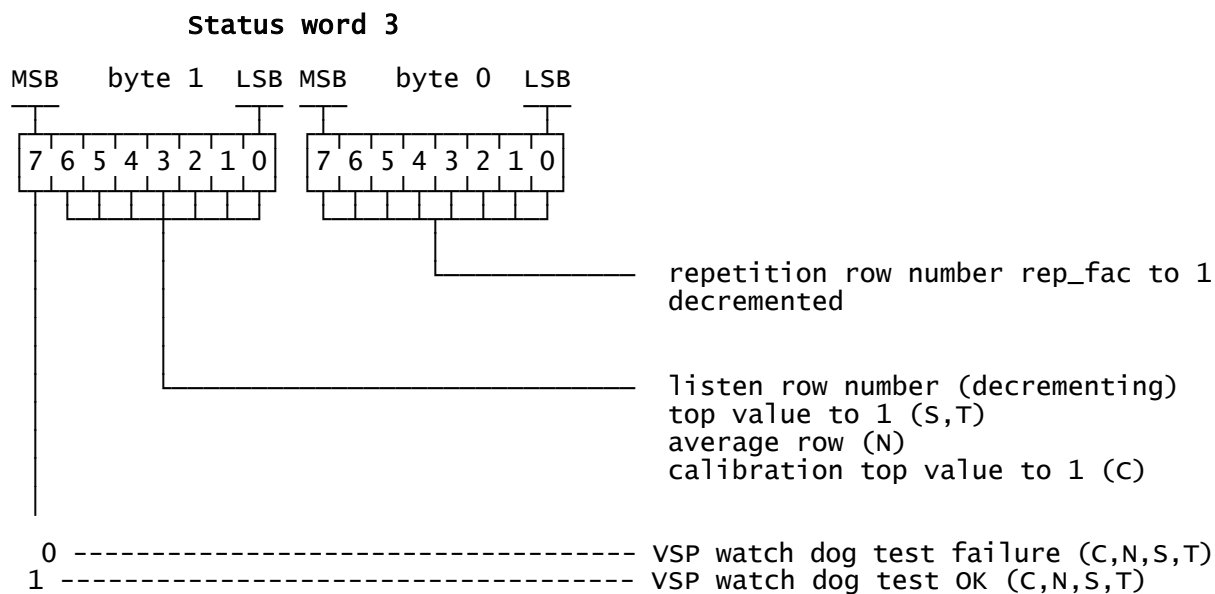 Status word 3
MSB byte 1 LSB MSB byte 0 LSB
7 6 5 4 3 2 1 0 7 6 5 4 3 2 1 0
repetition row number rep_fac to 1
decremented
listen row number (decrementing)
top value to 1 (S,T)
average row (N)
calibration top value to 1 (C)
0 ------------------------------------ VSP watch dog test failure (C,N,S,T)
1 ------------------------------------- VSP watch dog test OK (C,N,S,T)